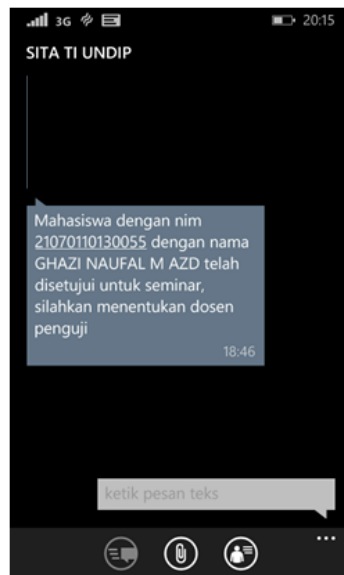 3G 20:15
SITA TI UNDIP
Mahasiswa dengan nim
21070110130055 dengan nama
GHAZI NAUFAL M AZD telah
disetujui untuk seminar,
silahkan menentukan dosen
penguji
18:46
ketik pesan teks